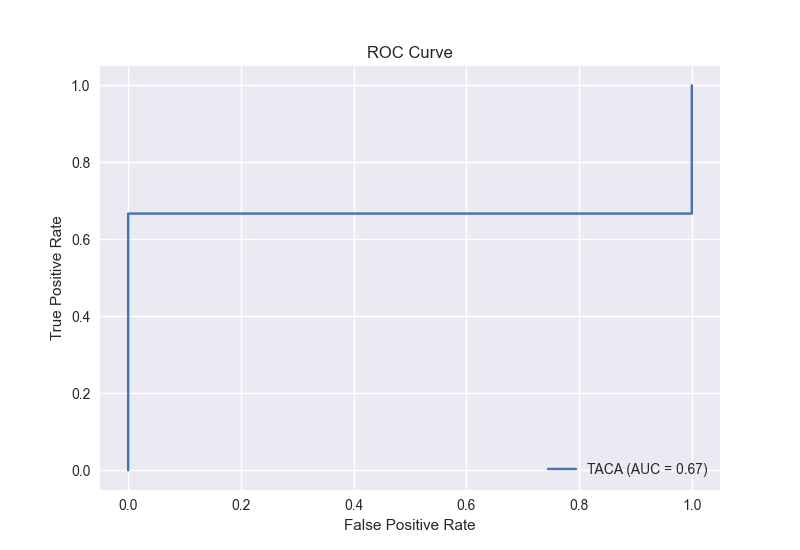 ROC Curve
1.0
0.8
0.6
0.4
0.2
0.0
True Positive Rate
TACA (AUC = 0.67)
0.0 0.2 0.4 0.6 0.8 1.0
False Positive Rate